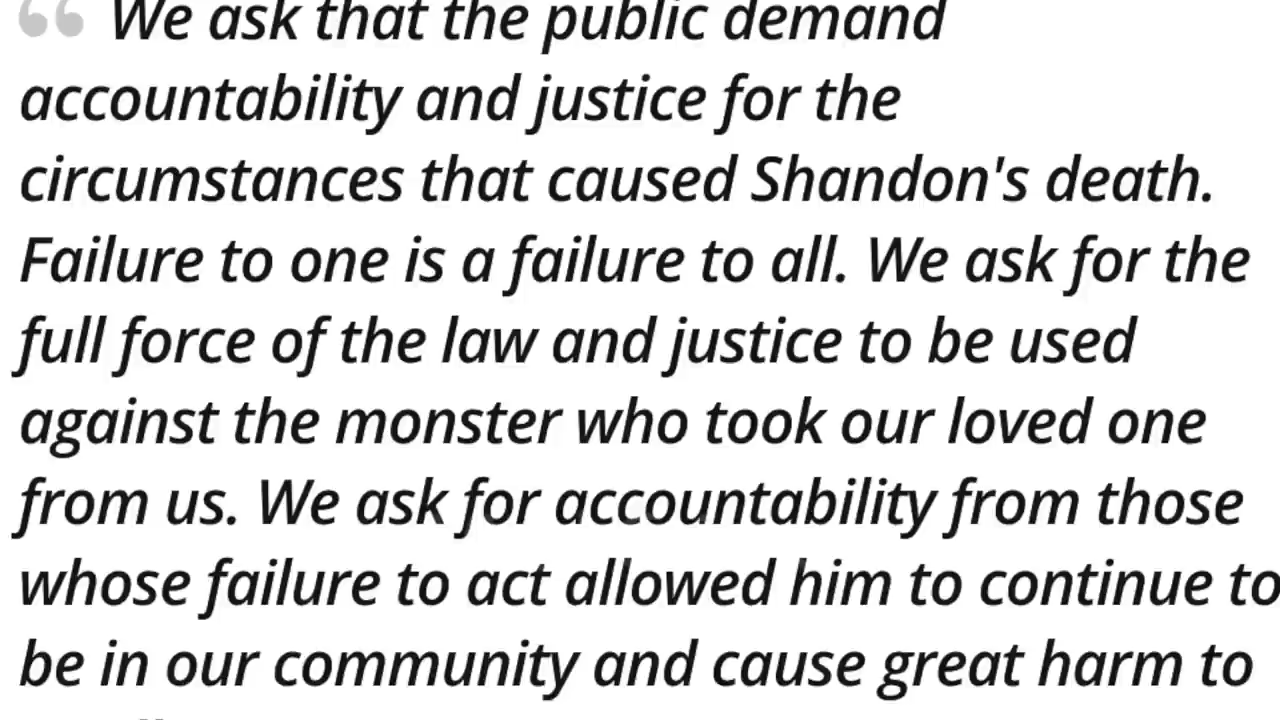 “ We ask that the public demand
accountability and justice for the
circumstances that caused Shandon's death.
Failure to one is a failure to all. We ask for the
full force of the law and justice to be used
against the monster who took our loved one
from us. We ask for accountability from those
whose failure to act allowed him to continue to
be in our community and cause great harm to